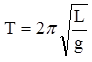 T = 2π√(L/g)